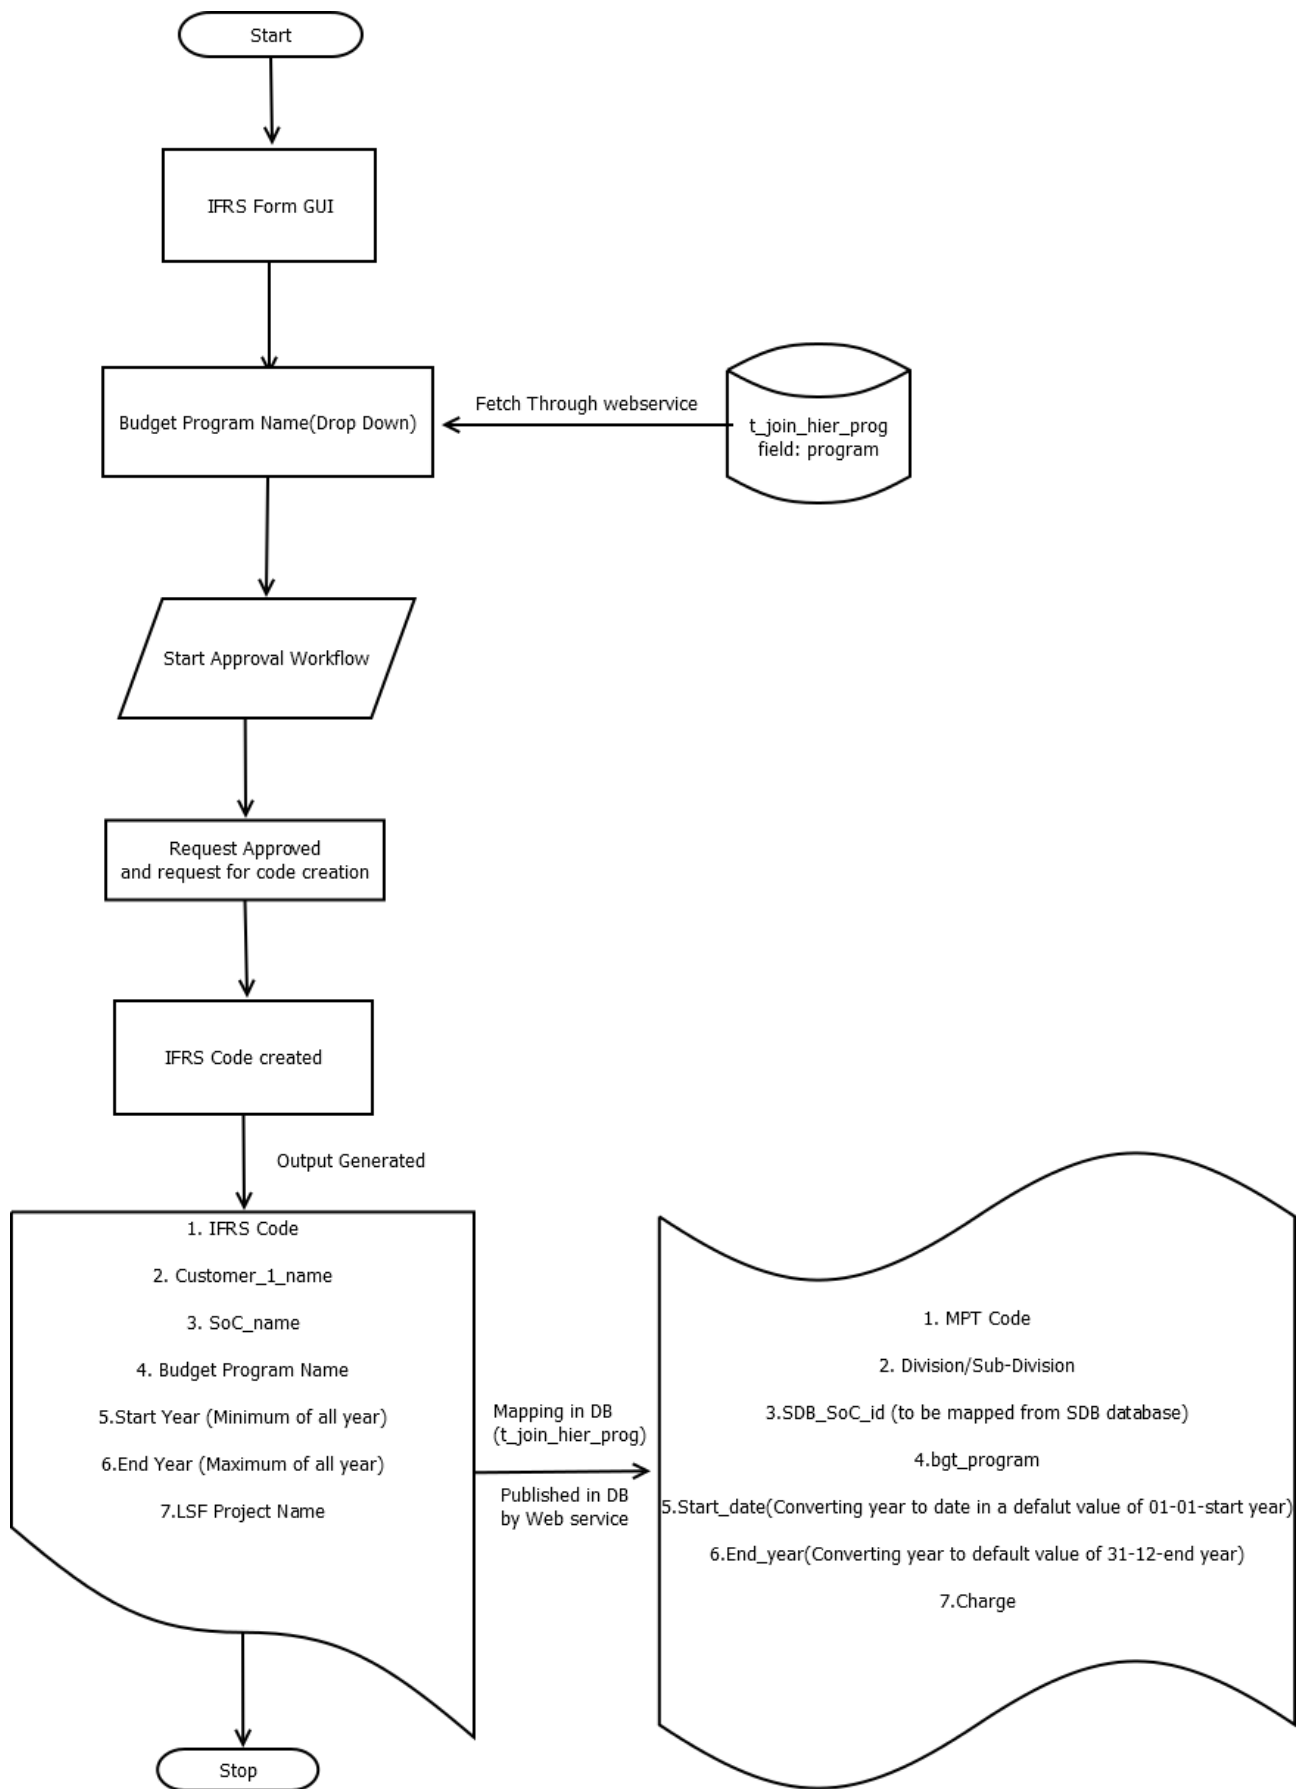 Start
IFRS Form GUI
Budget Program Name(Drop Down)
Fetch Through webservice
t_join_hier_prog
field: program
Start Approval Workflow
Request Approved
and request for code creation
IFRS Code created
Output Generated
1. IFRS Code
2. Customer_1_name
3. SoC_name
4. Budget Program Name
5.Start Year (Minimum of all year)
6.End Year (Maximum of all year)
7.LSF Project Name
Mapping in DB
(t_join_hier_prog)
Published in DB
by Web service
1. MPT Code
2. Division/Sub-Division
3.SDB_SoC_id (to be mapped from SDB database)
4.bgt_program
5.Start_date(Converting year to date in a defalut value of 01-01-start year)
6.End_year(Converting year to default value of 31-12-end year)
7.Charge
Stop